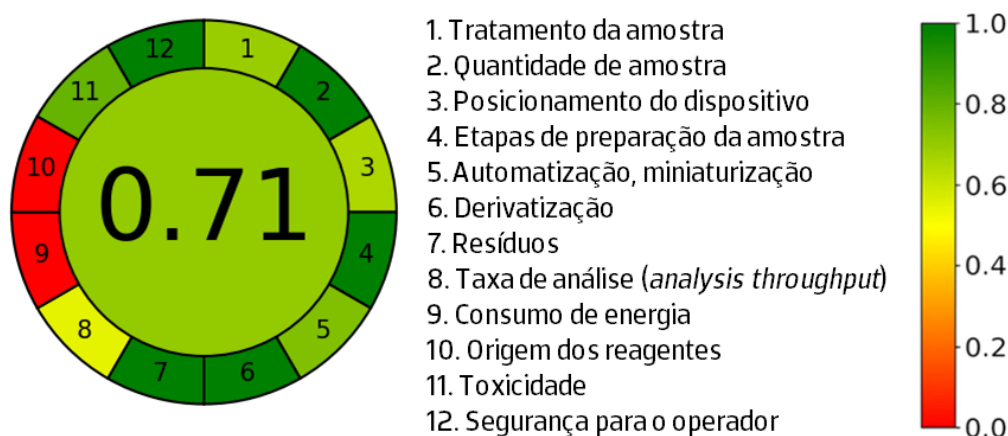 12
1
2
3
4
5
6
7
8
9
10
11
0.71
1. Tratamento da amostra
2. Quantidade de amostra
3. Posicionamento do dispositivo
4. Etapas de preparação da amostra
5. Automatização, miniaturização
6. Derivatização
7. Resíduos
8. Taxa de análise (analysis throughput)
9. Consumo de energia
10. Origem dos reagentes
11. Toxicidade
12. Segurança para o operador
1.0
0.8
0.6
0.4
0.2
0.0